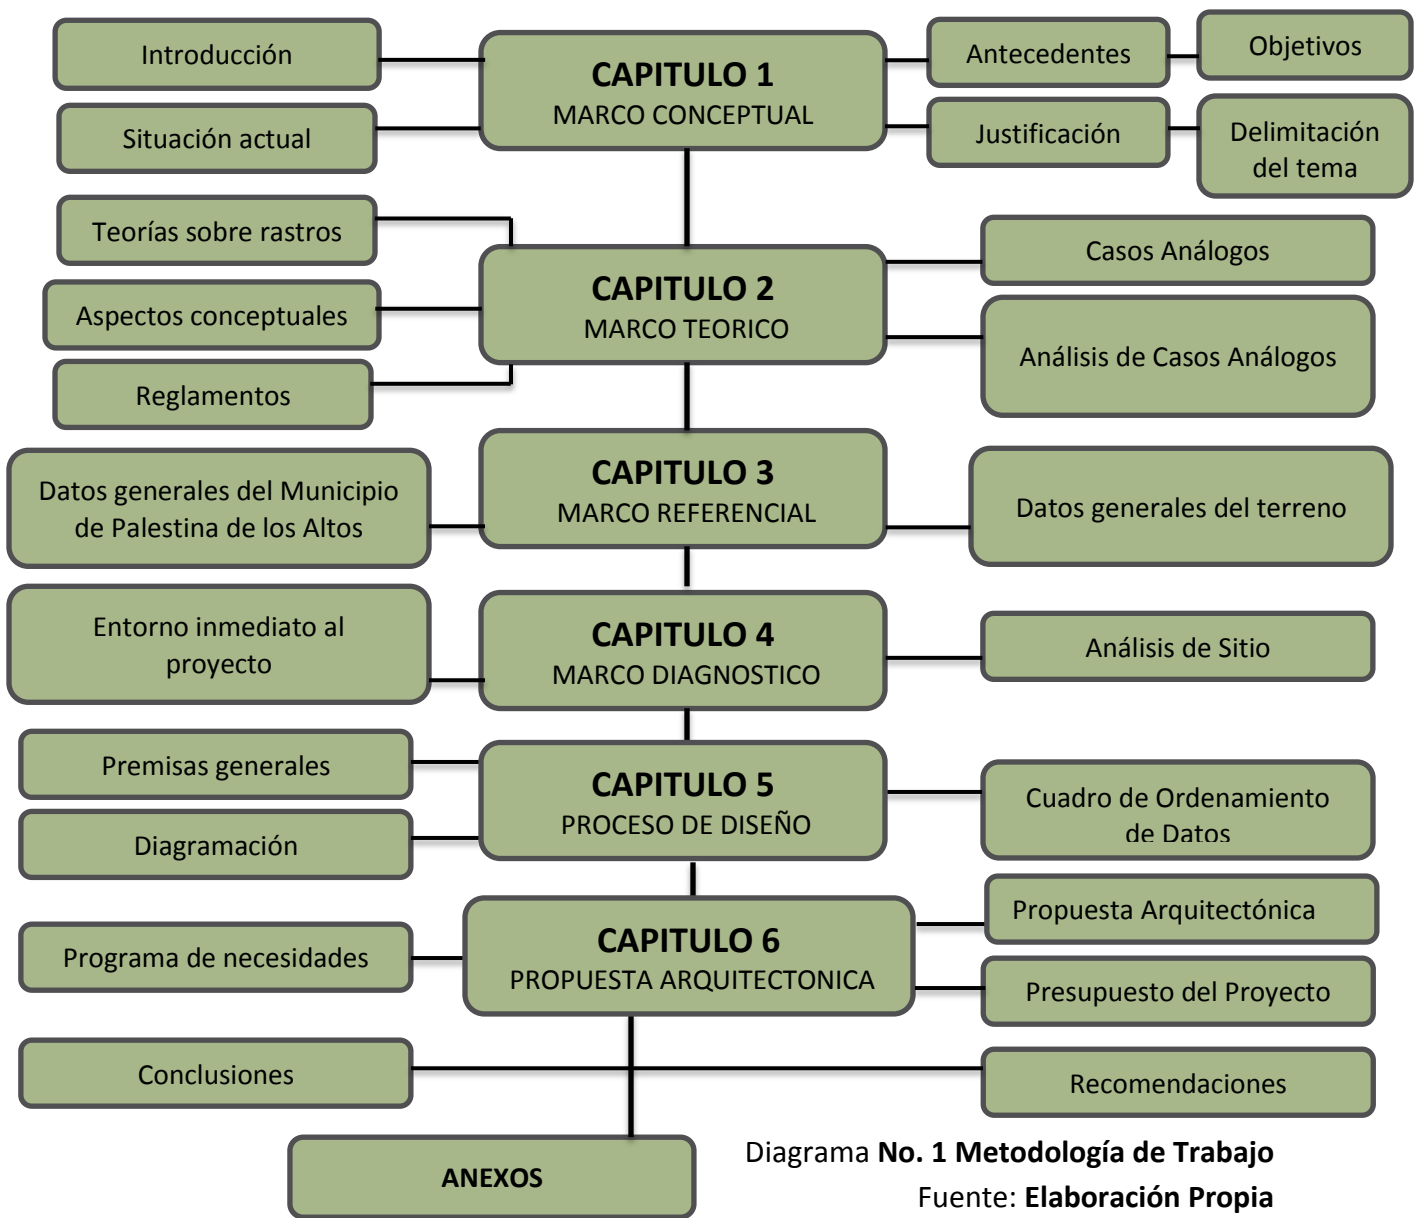 Introducción
Situación actual
CAPITULO 1
MARCO CONCEPTUAL
Antecedentes
Objetivos
Justificación
Delimitación
del tema
Teorías sobre rastros
Aspectos conceptuales
Reglamentos
CAPITULO 2
MARCO TEORICO
Casos Análogos
Análisis de Casos Análogos
Datos generales del Municipio
de Palestina de los Altos
CAPITULO 3
MARCO REFERENCIAL
Datos generales del terreno
Entorno inmediato al
proyecto
CAPITULO 4
MARCO DIAGNOSTICO
Análisis de Sitio
Premisas generales
Diagramación
CAPITULO 5
PROCESO DE DISEÑO
Cuadro de Ordenamiento
de Datos
Programa de necesidades
CAPITULO 6
PROPUESTA ARQUITECTONICA
Propuesta Arquitectónica
Presupuesto del Proyecto
Conclusiones
Recomendaciones
ANEXOS
Diagrama No. 1 Metodología de Trabajo
Fuente: Elaboración Propia